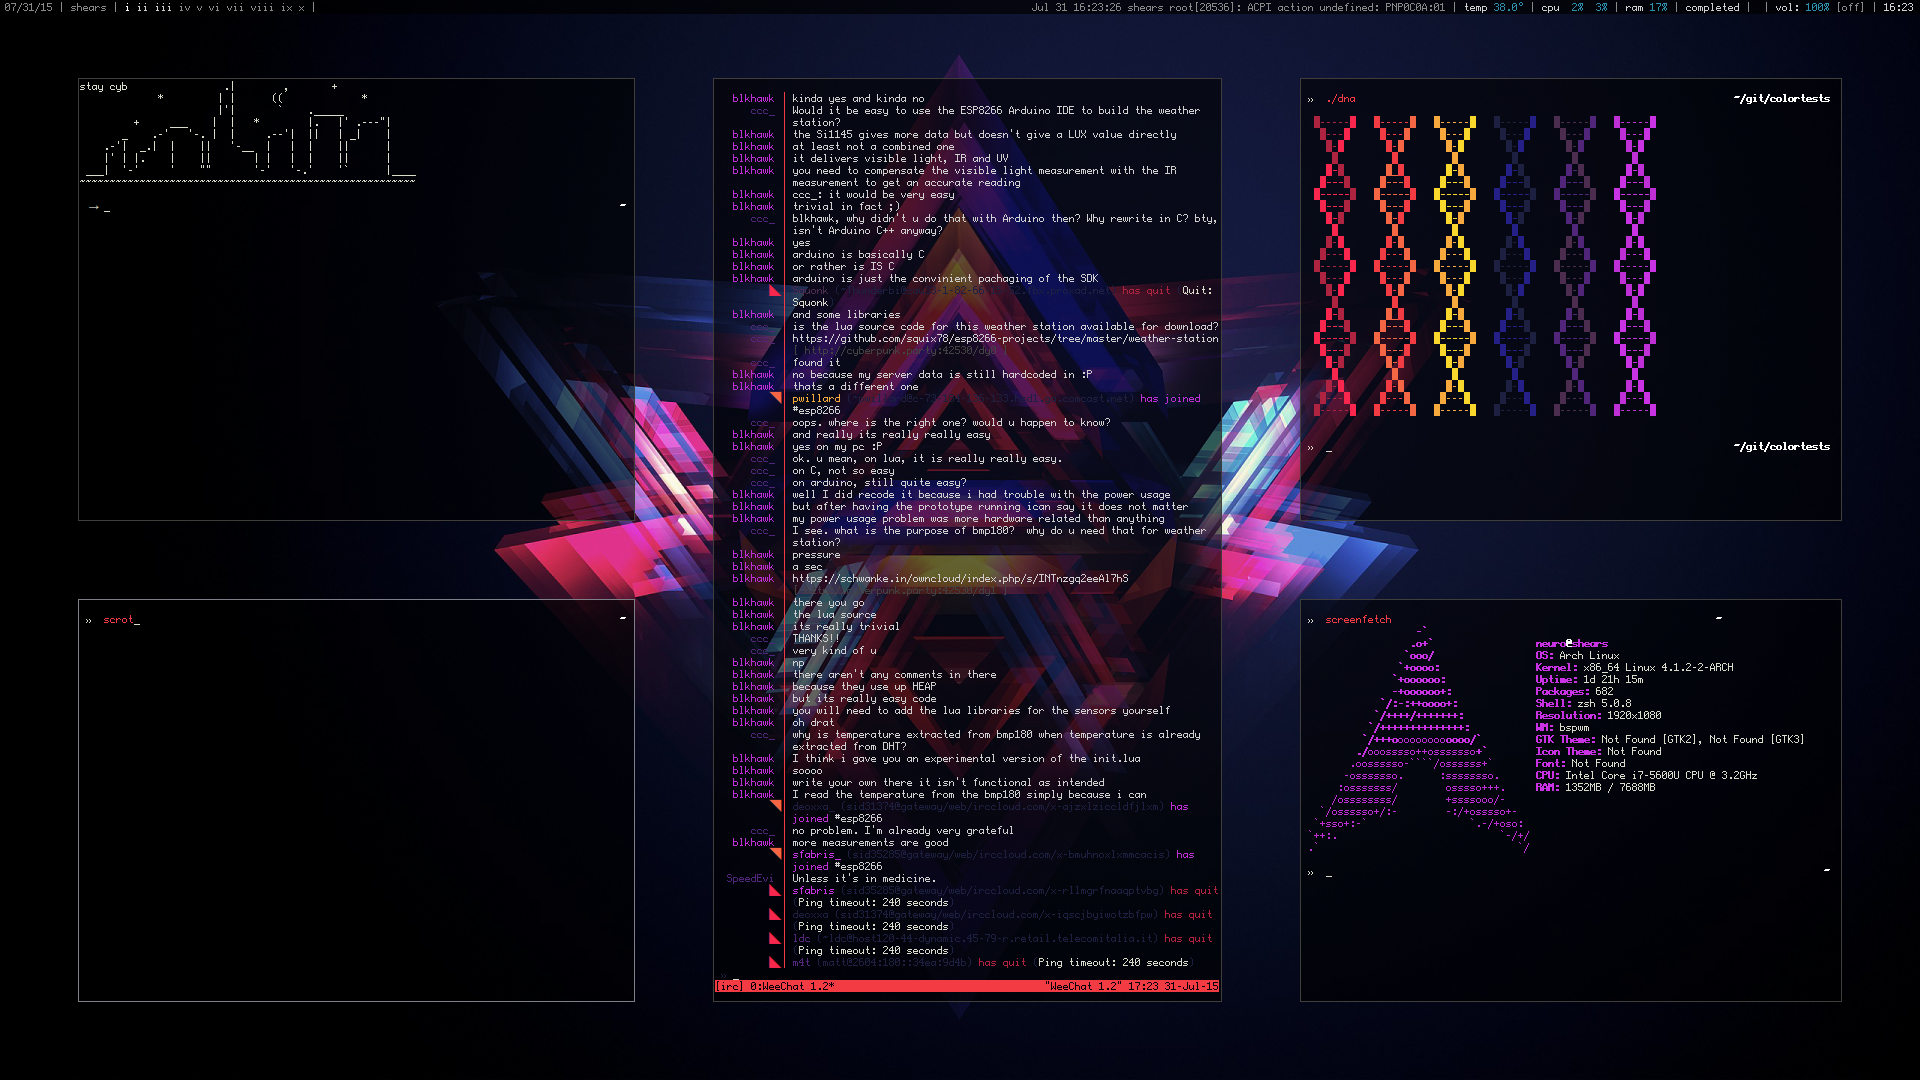 07/31/15 | shears | i ii iii iv v vi vii viii ix x |
Jul 31 16:23:26 shears root[20536]: ACPI action undefined: PNP0C0A:01 | temp 38.0° | cpu 2% 3% | ram 17% | completed | | vol: 100% [off] | 16:23
stay cyb
→ _
~
» scrot_
~
blkhawk kinda yes and kinda no
ccc_ Would it be easy to use the ESP8266 Arduino IDE to build the weather
station?
blkhawk the Si1145 gives more data but doesn't give a LUX value directly
blkhawk at least not a combined one
blkhawk it delivers visible light, IR and UV
blkhawk you need to compensate the visible light measurement with the IR
measurement to get an accurate reading
blkhawk ccc_: it would be very easy
blkhawk trivial in fact ;)
ccc_ blkhawk, why didn't u do that with Arduino then? Why rewrite in C? bty,
isn't Arduino C++ anyway?
blkhawk yes
blkhawk arduino is basically C
blkhawk or rather is IS C
blkhawk arduino is just the convinient pachaging of the SDK
has quit Quit:
Squonk
blkhawk and some libraries
ccc_ is the lua source code for this weather station available for download?
ccc_ https://github.com/squix78/esp8266-projects/tree/master/weather-station
[ http://cyberpunk.party:42530/dy0 ]
ccc_ found it
blkhawk no because my server data is still hardcoded in :P
blkhawk thats a different one
pwillard has joined
#esp8266
ccc_ oops. where is the right one? would u happen to know?
blkhawk and really its really really easy
blkhawk yes on my pc :P
ccc_ ok. u mean, on lua, it is really really easy.
ccc_ on C, not so easy
ccc_ on arduino, still quite easy?
blkhawk well I did recode it because i had trouble with the power usage
blkhawk but after having the prototype running ican say it does not matter
blkhawk my power usage problem was more hardware related than anything
ccc_ I see. what is the purpose of bmp180? why do u need that for weather
station?
blkhawk pressure
blkhawk a sec
blkhawk https://schwanke.in/owncloud/index.php/s/INTnzgq2eeAl7hS
blkhawk there you go
blkhawk the lua source
blkhawk its really trivial
ccc_ THANKS!!
ccc_ very kind of u
blkhawk np
blkhawk there aren't any comments in there
blkhawk because they use up HEAP
blkhawk but its really easy code
blkhawk you will need to add the lua libraries for the sensors yourself
blkhawk oh drat
ccc_ why is temperature extracted from bmp180 when temperature is already
extracted from DHT?
blkhawk I think i gave you an experimental version of the init.lua
blkhawk soooo
blkhawk write your own there it isn't functional as intended
blkhawk I read the temperature from the bmp180 simply because i can
deoxxa_ (sid31374@gateway/web/irccloud.com/x-ajzxlziccldfjlxm) has
joined #esp8266
ccc_ no problem. I'm already very grateful
blkhawk more measurements are good
sfabris_ (sid35285@gateway/web/irccloud.com/x-bmuhnoxlxmmcacis) has
joined #esp8266
SpeedEvi Unless it's in medicine.
sfabris (sid35285@gateway/web/irccloud.com/x-rllmgrfnaaqptvbg) has quit
(Ping timeout: 240 seconds)
deoxxa (sid31374@gateway/web/irccloud.com/x-iqscjbgiwotzbfpw) has quit
(Ping timeout: 240 seconds)
ldc (~ldc@host120-44-dynamic.45-79-r.retail.telecomitalia.it) has quit
(Ping timeout: 240 seconds)
m4t (matt@2604:180::34ea:9d4b) has quit (Ping timeout: 240 seconds)
» _
[irc] 0:WeeChat 1.2* "WeeChat 1.2" 17:23 31-Jul-15
» ./dna ~/git/colortests
» _ ~/git/colortests
» screenfetch ~
neuro@shears
OS: Arch Linux
Kernel: x86_64 Linux 4.1.2-2-ARCH
Uptime: 1d 21h 15m
Packages: 682
Shell: zsh 5.0.8
Resolution: 1920x1080
WM: bspwm
GTK Theme: Not Found [GTK2], Not Found [GTK3]
Icon Theme: Not Found
Font: Not Found
CPU: Intel Core i7-5600U CPU @ 3.2GHz
RAM: 1352MB / 7688MB
» _ ~